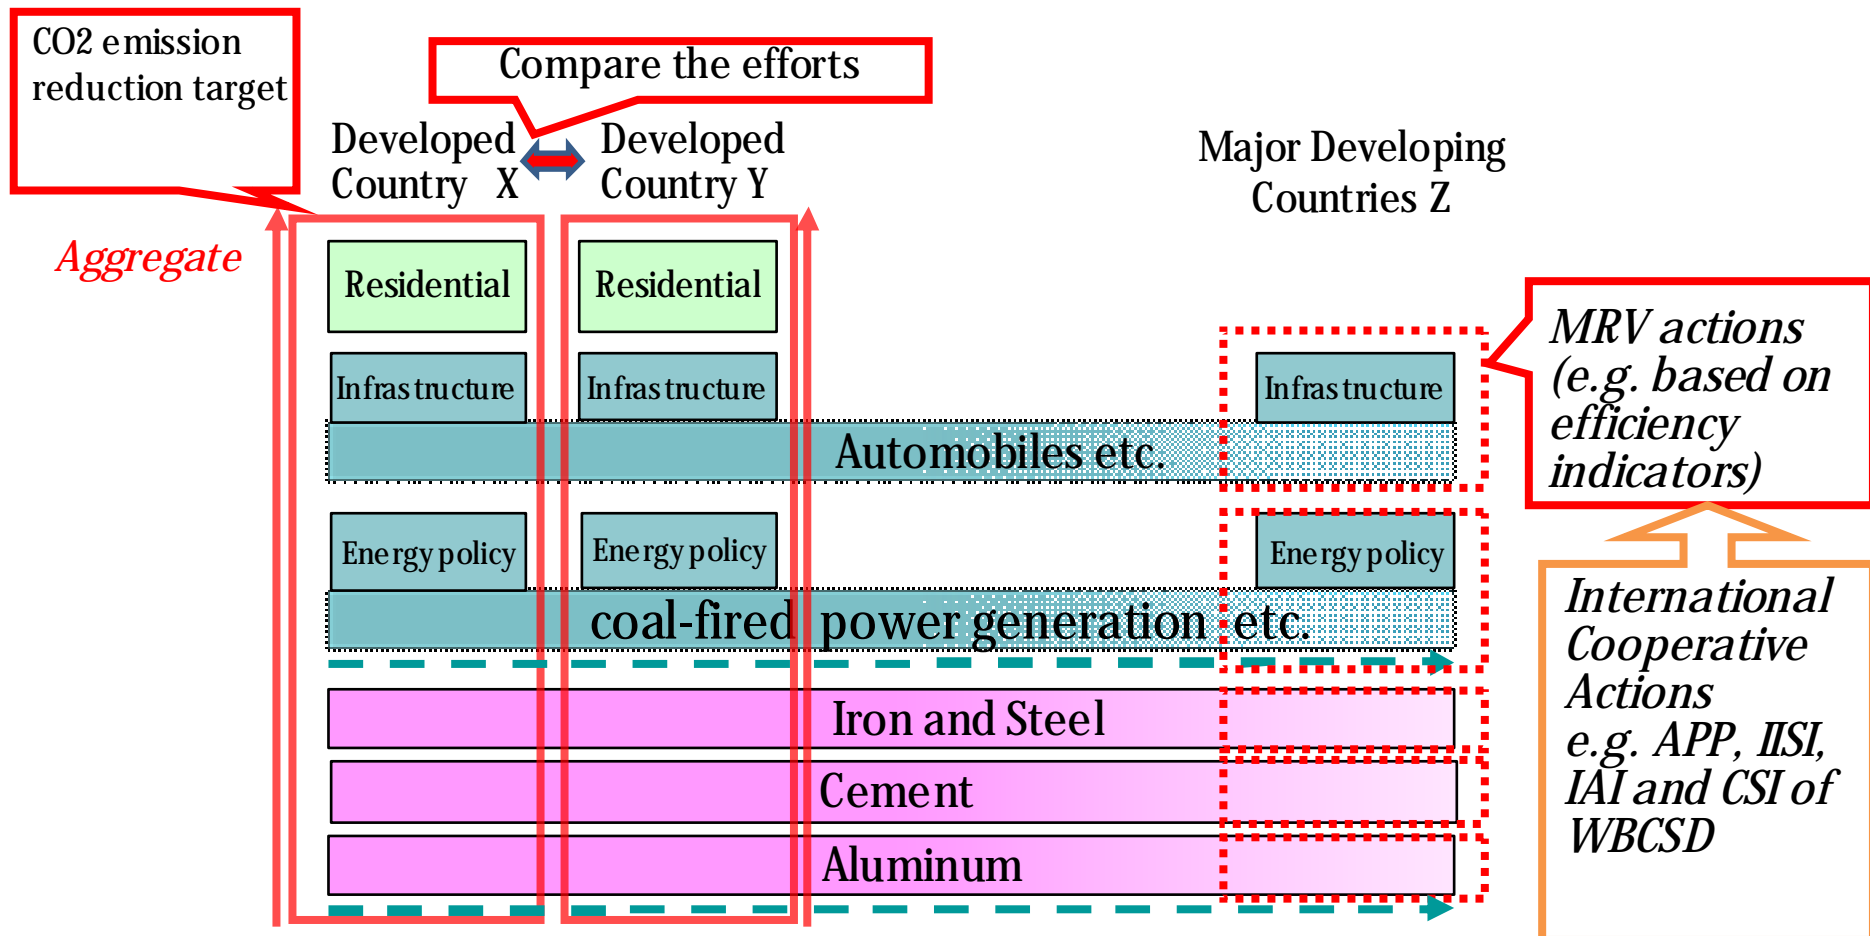 CO2 emission
reduction target
Compare the efforts
Developed
Country X
Developed
Country Y
Major Developing
Countries Z
Aggregate
Residential
Residential
Infrastructure
Infrastructure
Infrastructure
Automobiles etc.
Energy policy
Energy policy
Energy policy
coal-fired power generation etc.
Iron and Steel
Cement
Aluminum
MRV actions
(e.g. based on
efficiency
indicators)
International
Cooperative
Actions
e.g. APP, IISI,
IAI and CSI of
WBCSD